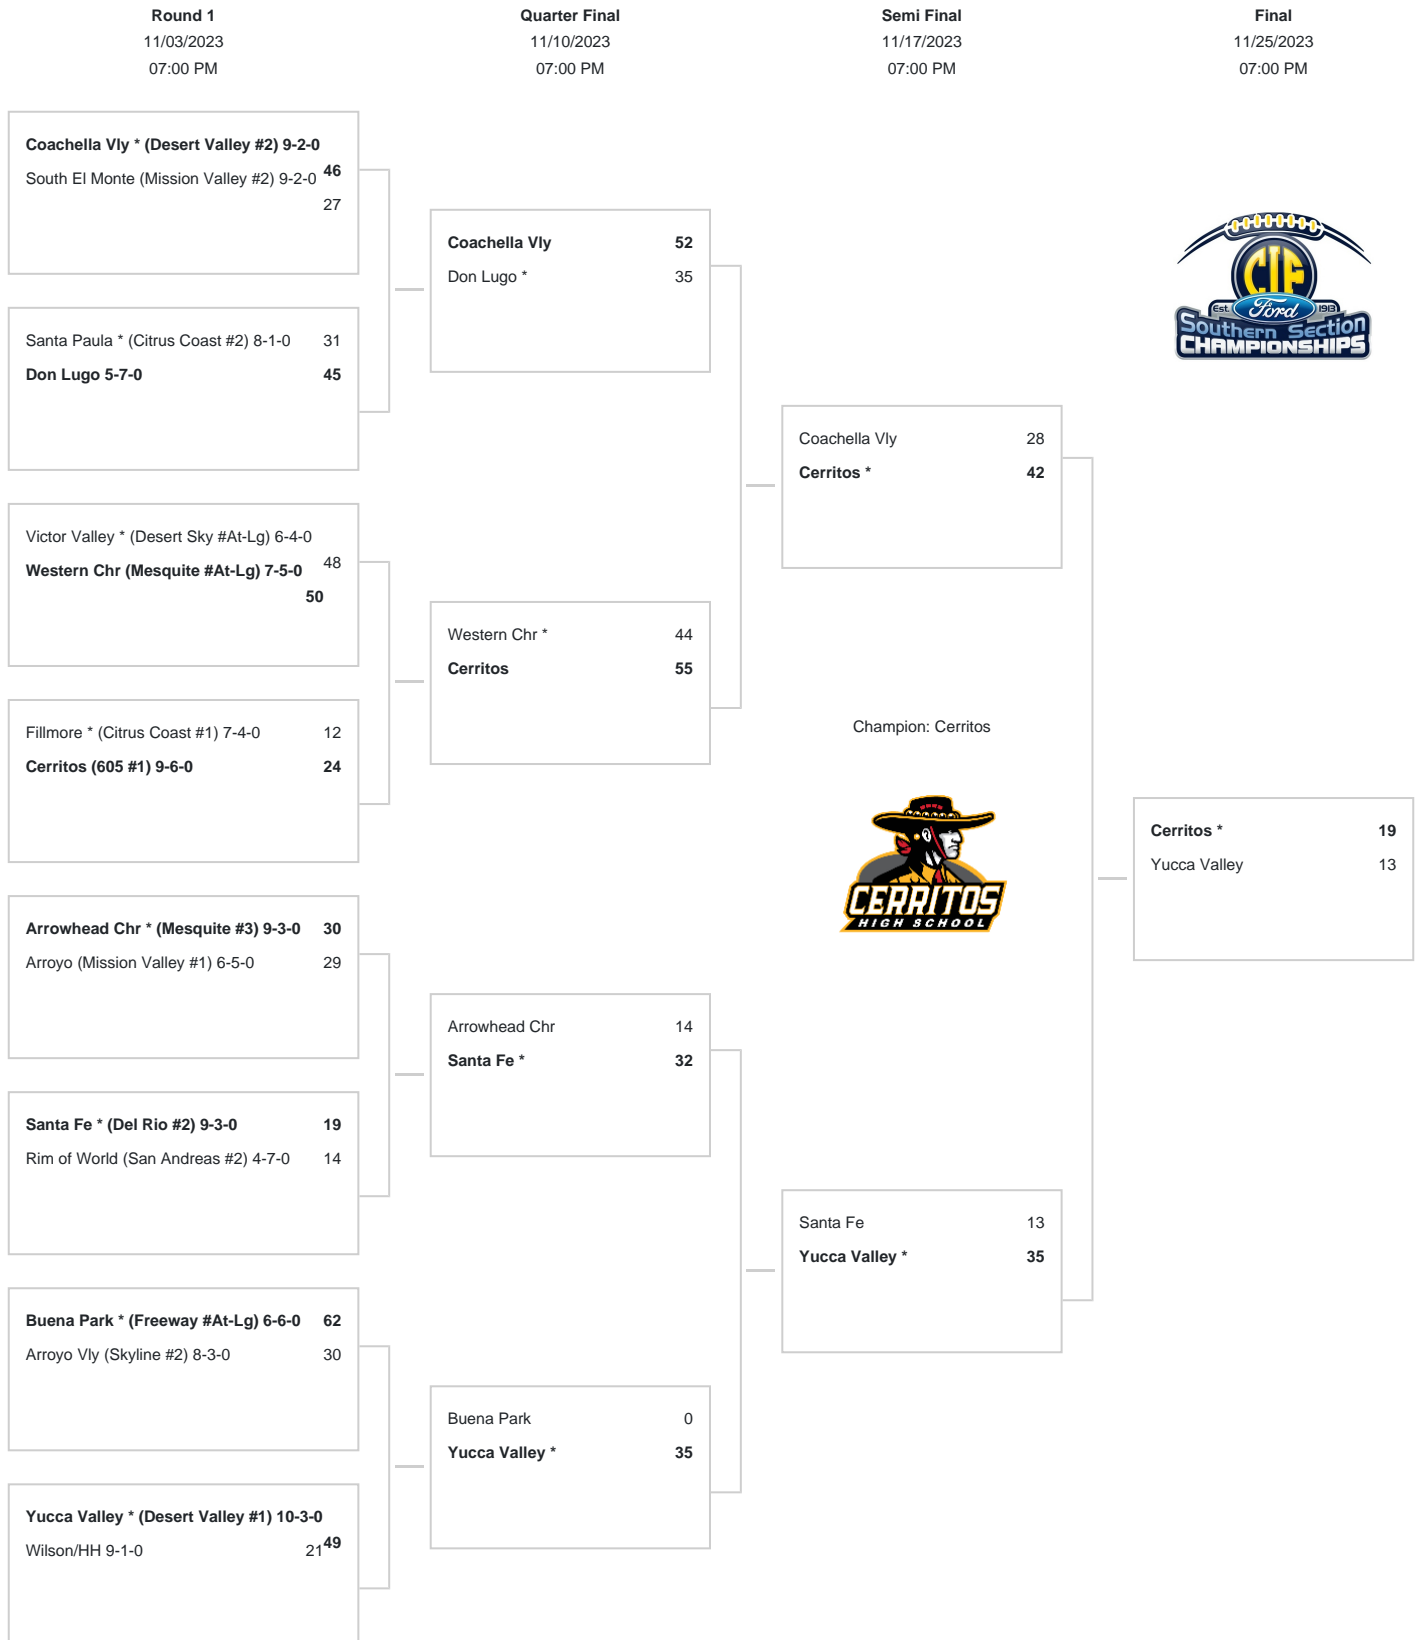 Round 1
11/03/2023
07:00 PM
Quarter Final
11/10/2023
07:00 PM
Semi Final
11/17/2023
07:00 PM
Final
11/25/2023
07:00 PM
Coachella Vly * (Desert Valley #2) 9-2-0 46
South El Monte (Mission Valley #2) 9-2-0 27
Santa Paula * (Citrus Coast #2) 8-1-0 31
Don Lugo 5-7-0 45
Victor Valley * (Desert Sky #At-Lg) 6-4-0 48
Western Chr (Mesquite #At-Lg) 7-5-0 50
Fillmore * (Citrus Coast #1) 7-4-0 12
Cerritos (605 #1) 9-6-0 24
Arrowhead Chr * (Mesquite #3) 9-3-0 30
Arroyo (Mission Valley #1) 6-5-0 29
Santa Fe * (Del Rio #2) 9-3-0 19
Rim of World (San Andreas #2) 4-7-0 14
Buena Park * (Freeway #At-Lg) 6-6-0 62
Arroyo Vly (Skyline #2) 8-3-0 30
Yucca Valley * (Desert Valley #1) 10-3-0 49
Wilson/HH 9-1-0 21
Coachella Vly 52
Don Lugo * 35
Western Chr * 44
Cerritos 55
Arrowhead Chr 14
Santa Fe * 32
Buena Park 0
Yucca Valley * 35
Coachella Vly 28
Cerritos * 42
Champion: Cerritos
CERRITOS
HIGH SCHOOL
Santa Fe 13
Yucca Valley * 35
CIF
Est. Ford 1913
Southern Section
CHAMPIONSHIPS
Cerritos * 19
Yucca Valley 13